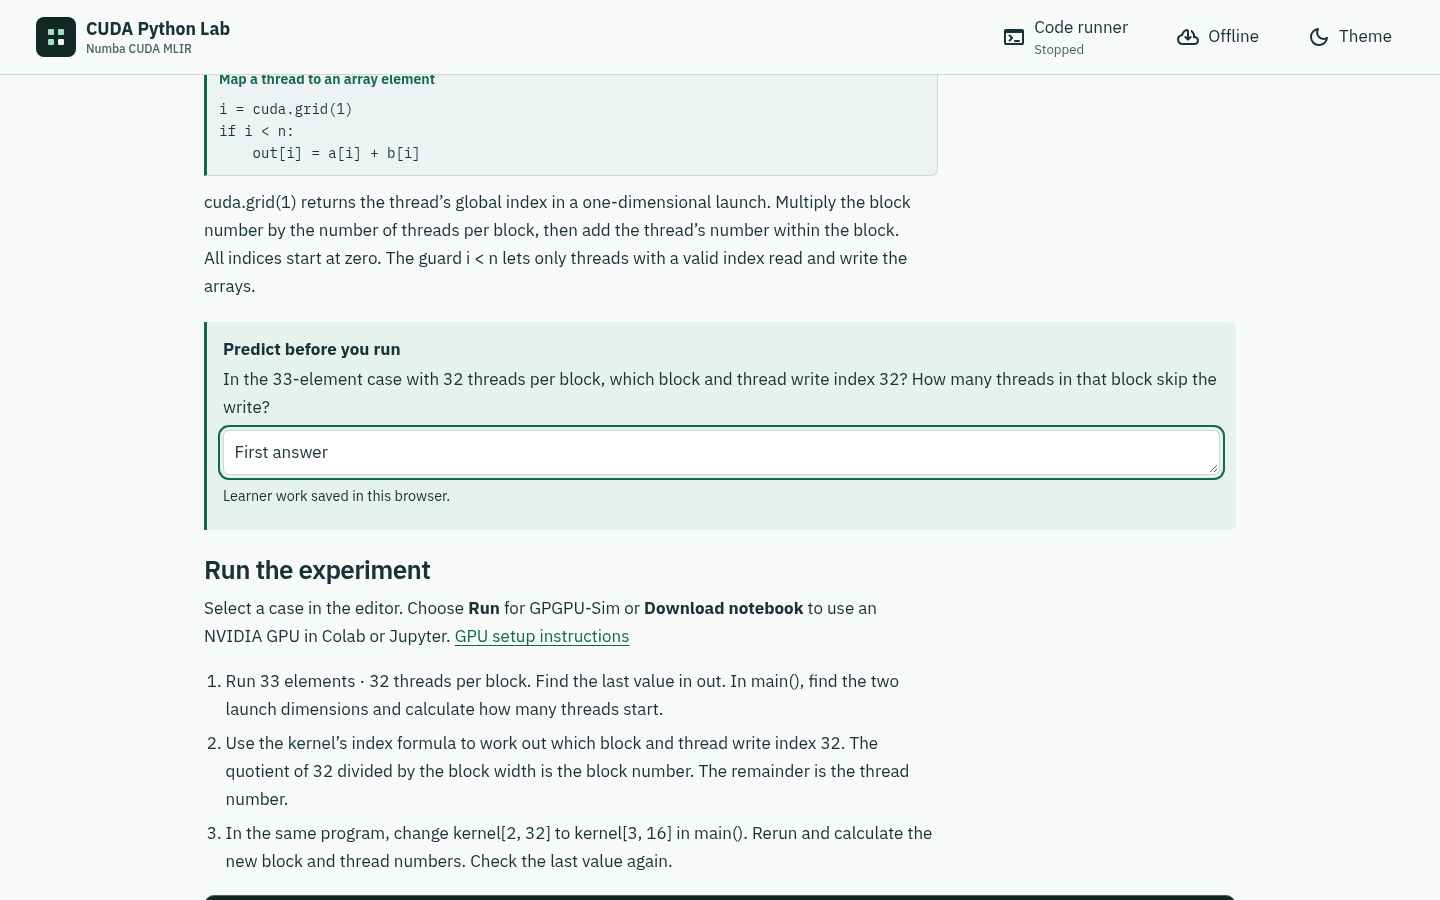 CUDA Python Lab
Numba CUDA MLIR
Code runner
Stopped
Offline
Theme
Map a thread to an array element
i = cuda.grid(1)
if i < n:
    out[i] = a[i] + b[i]
cuda.grid(1) returns the thread’s global index in a one-dimensional launch. Multiply the block
number by the number of threads per block, then add the thread’s number within the block.
All indices start at zero. The guard i < n lets only threads with a valid index read and write the
arrays.
Predict before you run
In the 33-element case with 32 threads per block, which block and thread write index 32? How many threads in that block skip the
write?
First answer
Learner work saved in this browser.
Run the experiment
Select a case in the editor. Choose Run for GPGPU-Sim or Download notebook to use an
NVIDIA GPU in Colab or Jupyter. GPU setup instructions
1. Run 33 elements · 32 threads per block. Find the last value in out. In main(), find the two
launch dimensions and calculate how many threads start.
2. Use the kernel’s index formula to work out which block and thread write index 32. The
quotient of 32 divided by the block width is the block number. The remainder is the thread
number.
3. In the same program, change kernel[2, 32] to kernel[3, 16] in main(). Rerun and calculate the
new block and thread numbers. Check the last value again.